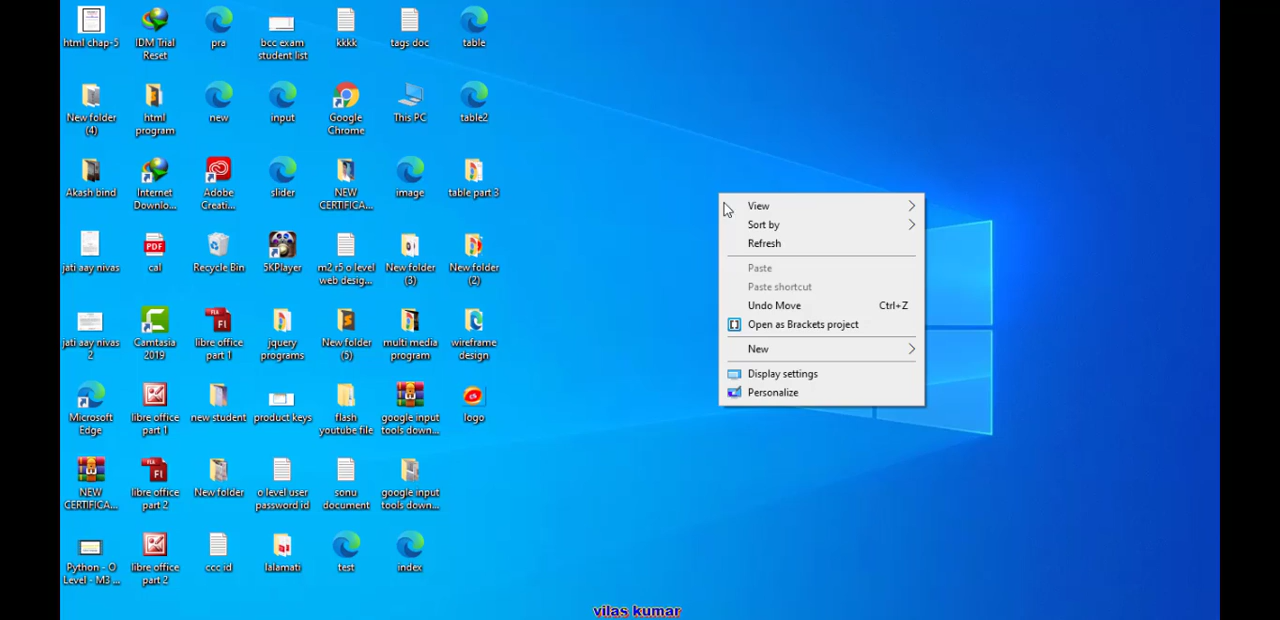 html chap-5
IDM Trial
Reset
pra
bcc exam
student list
kkkk
tags doc
table
New folder
(4)
html
program
new
input
Google
Chrome
This PC
table2
Akash bind
Internet
Downlo...
Adobe
Creati...
slider
NEW
CERTIFICA...
image
table part 3
jati aay nivas
cal
Recycle Bin
5KPlayer
m2 r5 o level
web desig...
New folder
(3)
New folder
(2)
jati aay nivas
2
Camtasia
2019
libre office
part 1
jquery
programs
New folder
(5)
multi media
program
wireframe
design
Microsoft
Edge
libre office
part 1
new student
product keys
flash
youtube file
google input
tools down...
logo
NEW
CERTIFICA...
libre office
part 2
New folder
o level user
password id
sonu
document
google input
tools down...
Python - O
Level - M3 ...
libre office
part 2
ccc id
lalamati
test
index
View
Sort by
Refresh
Paste
Paste shortcut
Undo Move Ctrl+Z
Open as Brackets project
New
Display settings
Personalize
PDF
vilas kumar